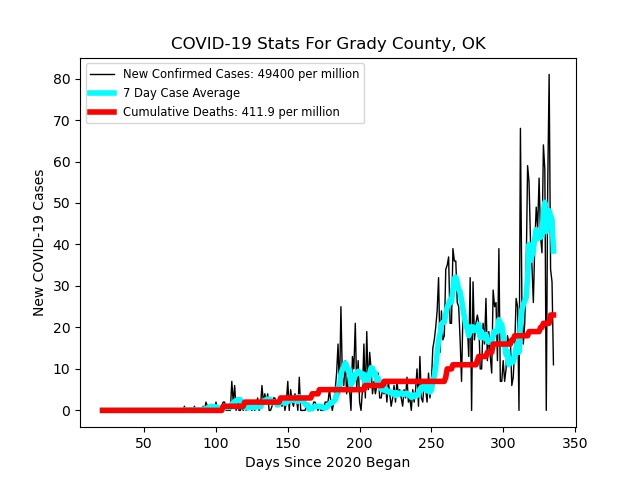 COVID-19 Stats For Grady County, OK
New Confirmed Cases: 49400 per million
7 Day Case Average
Cumulative Deaths: 411.9 per million
New COVID-19 Cases
80
70
60
50
40
30
20
10
0
50 100 150 200 250 300 350
Days Since 2020 Began